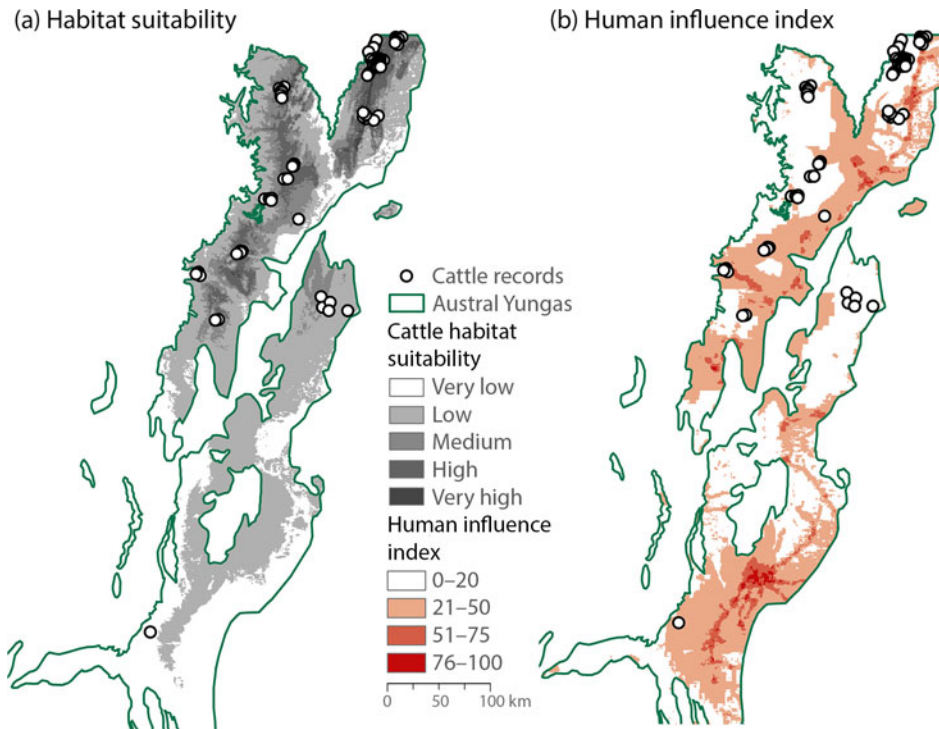 (a) Habitat suitability
(b) Human influence index
Cattle records
Austral Yungas
Cattle habitat
suitability
Very low
Low
Medium
High
Very high
Human influence
index
0–20
21–50
51–75
76–100
0 50 100 km